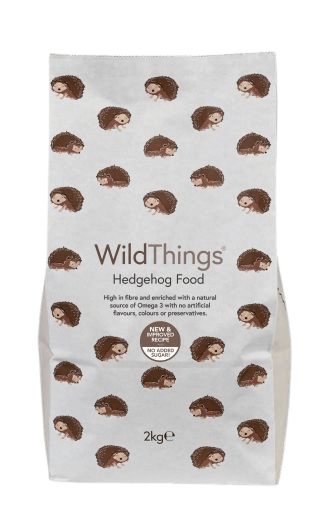 WildThings®
Hedgehog Food
High in fibre and enriched with a natural
source of Omega 3 with no artificial
flavours, colours or preservatives.
NEW &
IMPROVED
RECIPE
NO ADDED
SUGAR!
2kg℮